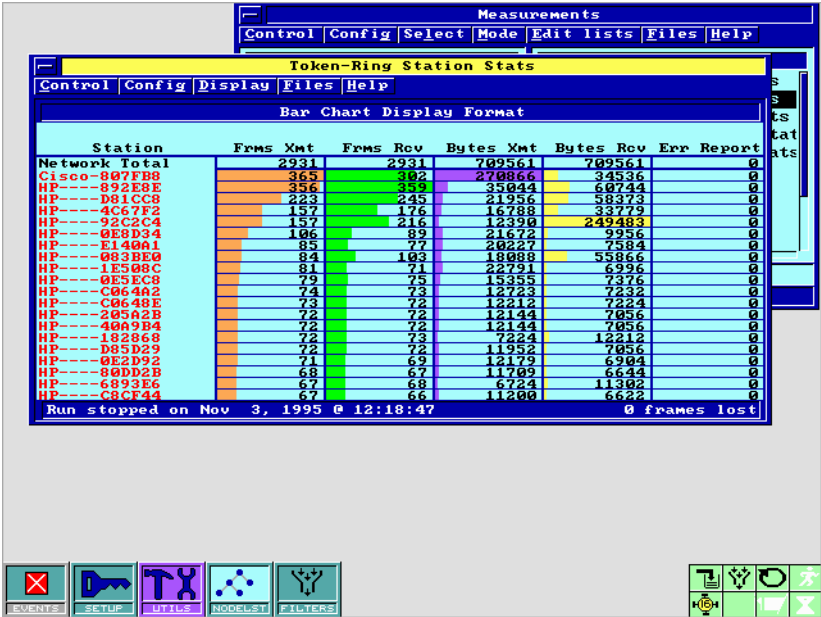 Measurements
Control Config Select Mode Edit lists Files Help
Token-Ring Station Stats
Control Config Display Files Help
Bar Chart Display Format
Station Frms Xmt Frms Rcv Bytes Xmt Bytes Rcv Err Report
Network Total 2931 2931 709561 709561 0
Cisco-807FB8 365 302 270866 34536 0
HP----892E8E 356 359 35044 60744 0
HP----D81CC8 223 245 21956 58373 0
HP----4C67F2 157 176 16788 33779 0
HP----92C2C4 157 216 12390 249483 0
HP----0E8D34 106 89 21672 9956 0
HP----E140A1 85 77 20227 7584 0
HP----083BE0 84 103 18088 55866 0
HP----1E508C 81 71 22791 6996 0
HP----0E5EC8 79 75 15355 7376 0
HP----C064A2 74 73 12723 7232 0
HP----C0648E 73 72 12212 7224 0
HP----205A2B 72 72 12144 7056 0
HP----40A9B4 72 72 12144 7056 0
HP----182868 72 73 7224 12212 0
HP----D85D29 72 72 11952 7056 0
HP----0E2D92 71 69 12179 6904 0
HP----80DD2B 68 67 11709 6644 0
HP----6893E6 67 68 6724 11302 0
HP----C8CF44 67 66 11200 6622 0
Run stopped on Nov 3, 1995 @ 12:18:47 0 frames lost
EVENTS SETUP UTILS NODELST FILTERS
16